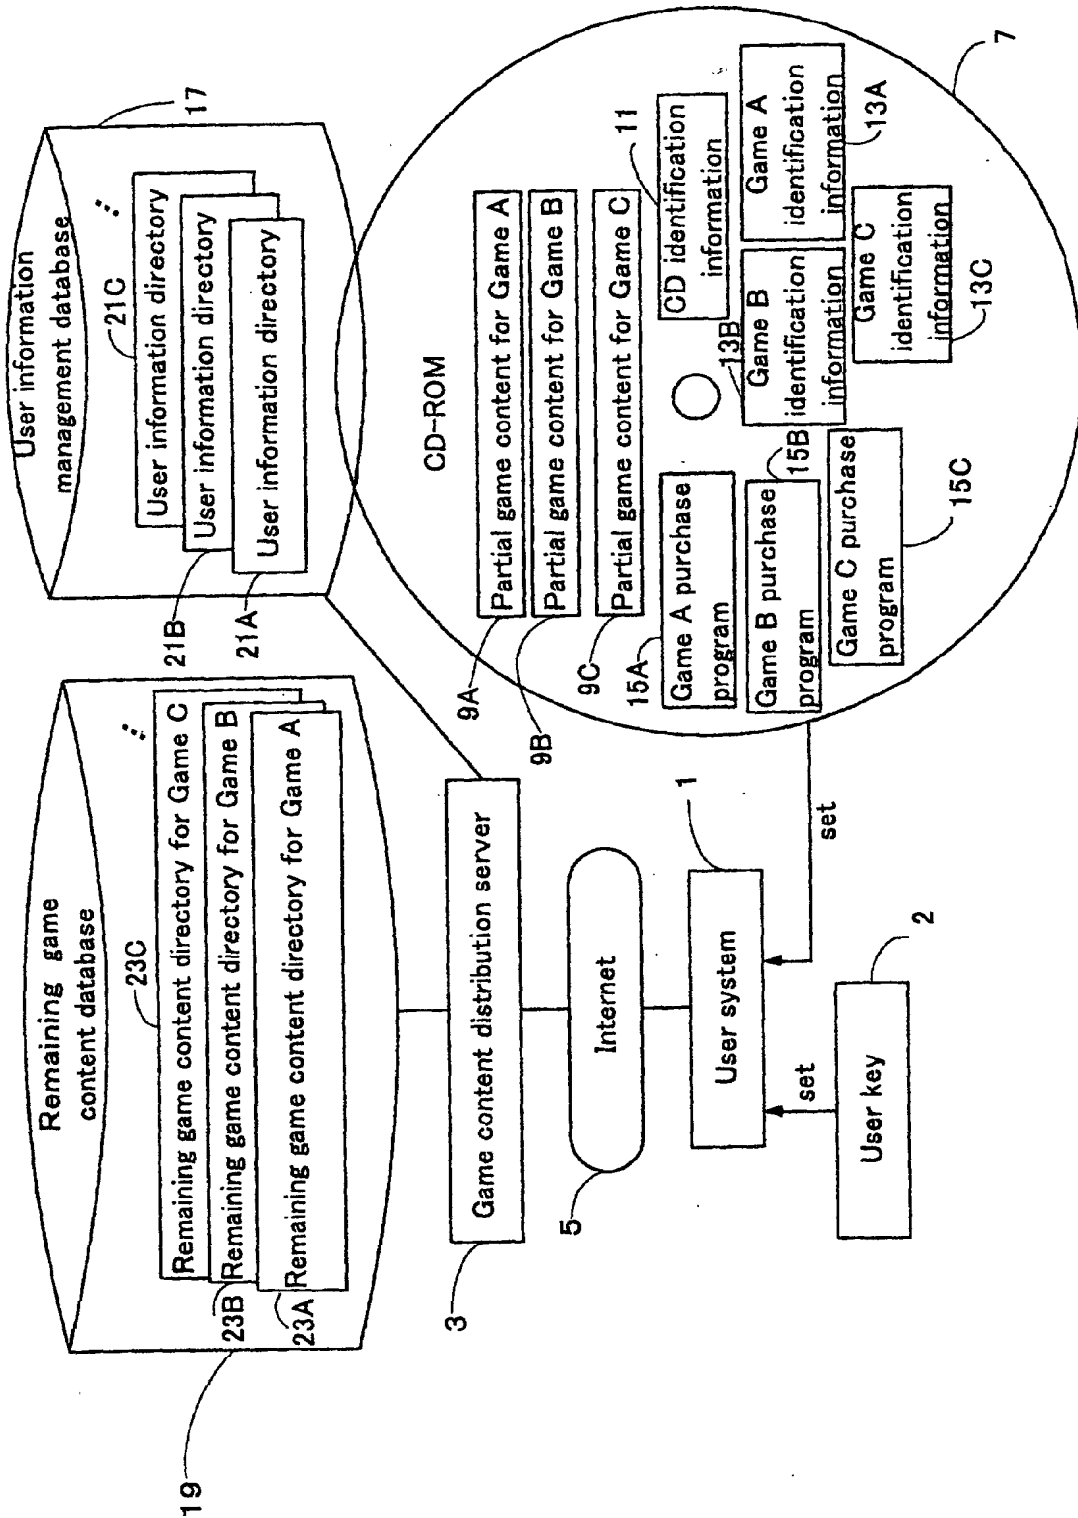 Remaining game
content database
23C
Remaining game content directory for Game C
Remaining game content directory for Game B
Remaining game content directory for Game A
23B
23A
19
User information
management database
17
21C
User information directory
User information directory
User information directory
21B
21A
Game content distribution server
3
Internet
5
User system
1
set
set
User key
2
CD-ROM
7
9A
Partial game content for Game A
Partial game content for Game B
9B
9C
Partial game content for Game C
15A
Game A purchase
program
Game B purchase
program
15B
Game C purchase
program
15C
11
CD identification
information
13B
Game B
identification
information
Game A
identification
information
13A
Game C
identification
information
13C